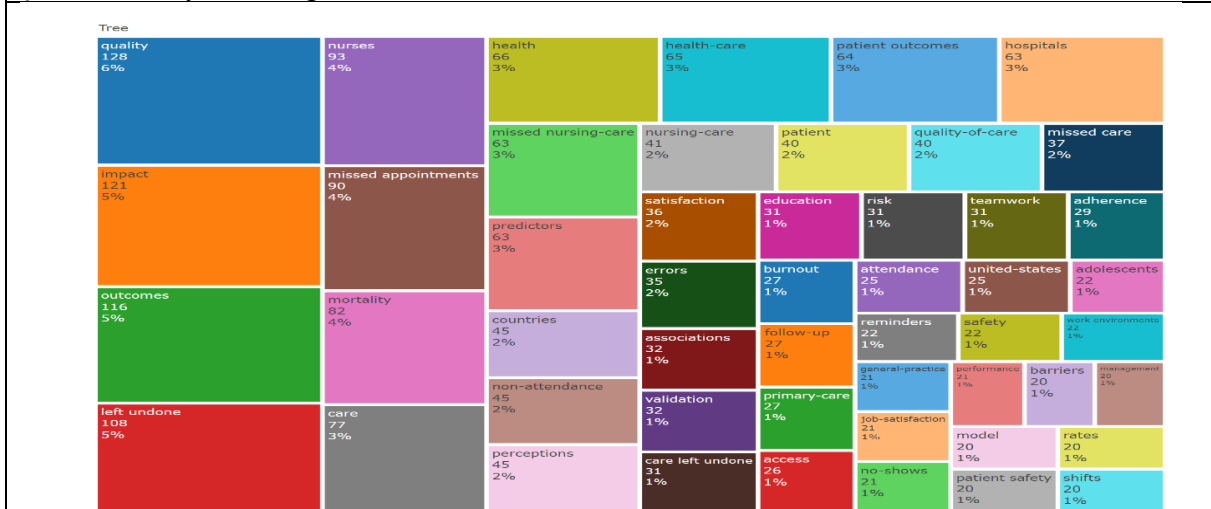 Tree
quality
128
6%
impact
121
5%
outcomes
116
5%
left undone
108
5%
nurses
93
4%
missed appointments
90
4%
mortality
82
4%
care
77
3%
health
66
3%
health-care
65
3%
patient outcomes
64
3%
hospitals
63
3%
missed nursing-care
63
3%
predictors
63
3%
countries
45
2%
non-attendance
45
2%
perceptions
45
2%
nursing-care
41
2%
patient
40
2%
quality-of-care
40
2%
missed care
37
2%
satisfaction
36
2%
errors
35
2%
associations
32
1%
validation
32
1%
care left undone
31
1%
education
31
1%
risk
31
1%
teamwork
31
1%
adherence
29
1%
burnout
27
1%
follow-up
27
1%
primary-care
27
1%
access
26
1%
attendance
25
1%
united-states
25
1%
adolescents
22
1%
reminders
22
1%
safety
22
1%
work environments
22
1%
general-practice
21
1%
job-satisfaction
21
1%
no-shows
21
1%
performance
21
1%
barriers
20
1%
management
20
1%
model
20
1%
patient safety
20
1%
rates
20
1%
shifts
20
1%